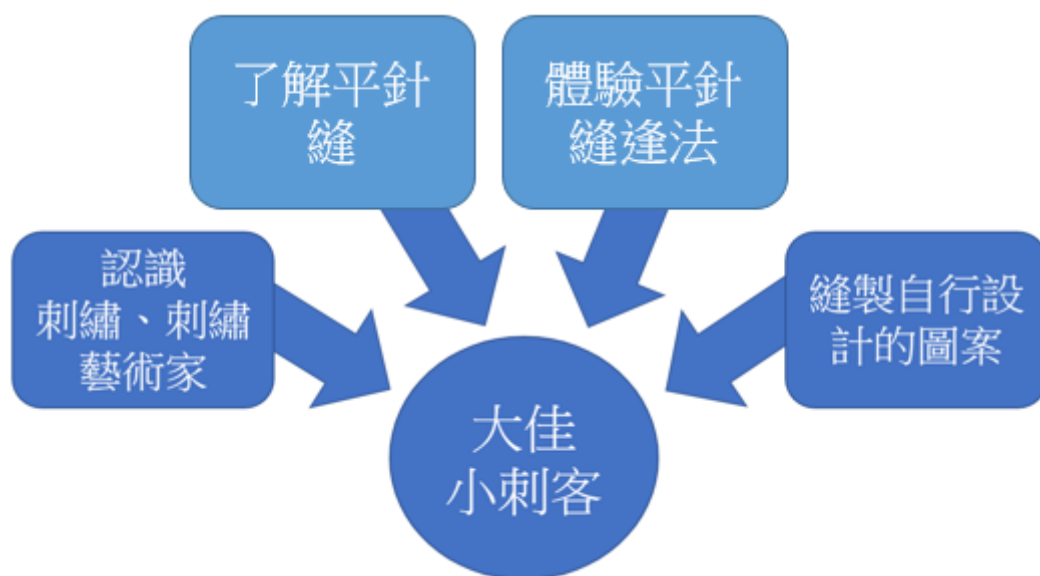 了解平針
縫
體驗平針
縫逢法
認識
刺繡、刺繡
藝術家
縫製自行設
計的圖案
大佳
小刺客